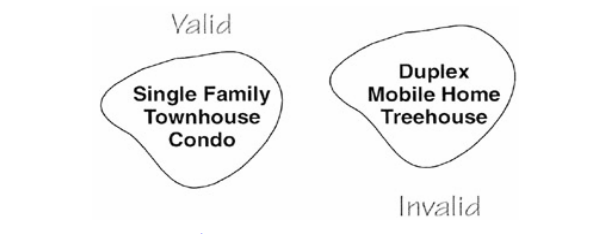 Valid
Single Family
Townhouse
Condo
Duplex
Mobile Home
Treehouse
Invalid